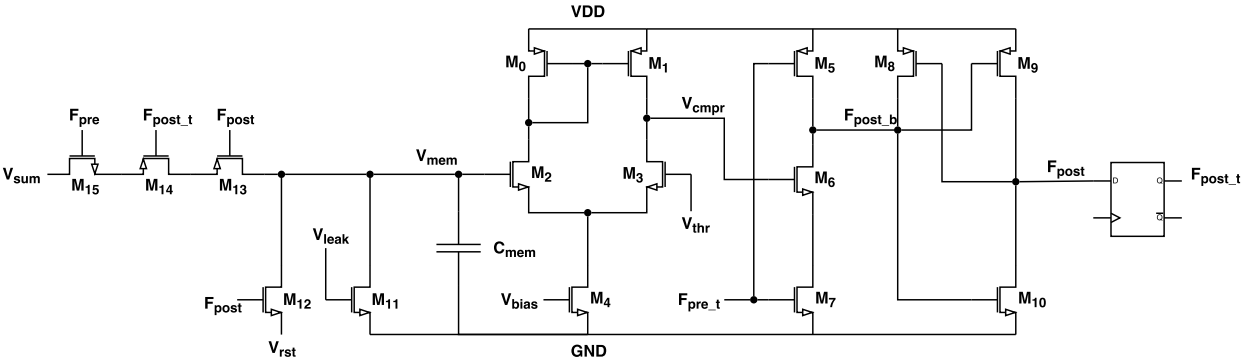 VDD
M0
M1
M5
M8
M9
Fpre
Fpost_t
Fpost
Vcmpr
Fpost_b
Vsum
M15
M14
M13
Vmem
M2
M3
M6
Fpost
D
Q
Fpost_t
Q
Vthr
Vleak
Cmem
Fpost
M12
M11
Vbias
M4
Fpre_t
M7
M10
Vrst
GND